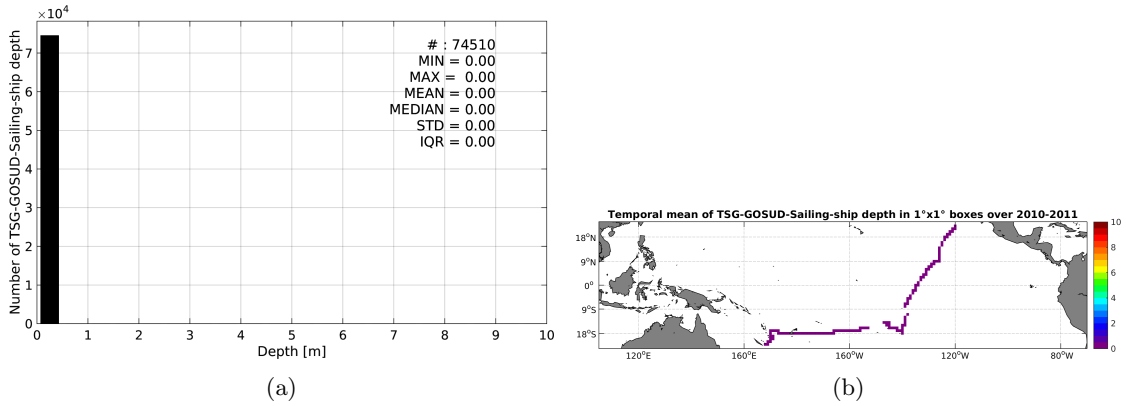 ×10⁴
7
6
5
4
3
2
1
0
Number of TSG-GOSUD-Sailing-ship depth
# : 74510
MIN = 0.00
MAX = 0.00
MEAN = 0.00
MEDIAN = 0.00
STD = 0.00
IQR = 0.00
0 1 2 3 4 5 6 7 8 9 10
Depth [m]
(a)
Temporal mean of TSG-GOSUD-Sailing-ship depth in 1°x1° boxes over 2010-2011
18°N
9°N
0°
9°S
18°S
120°E 160°E 160°W 120°W 80°W
10
8
6
4
2
0
(b)